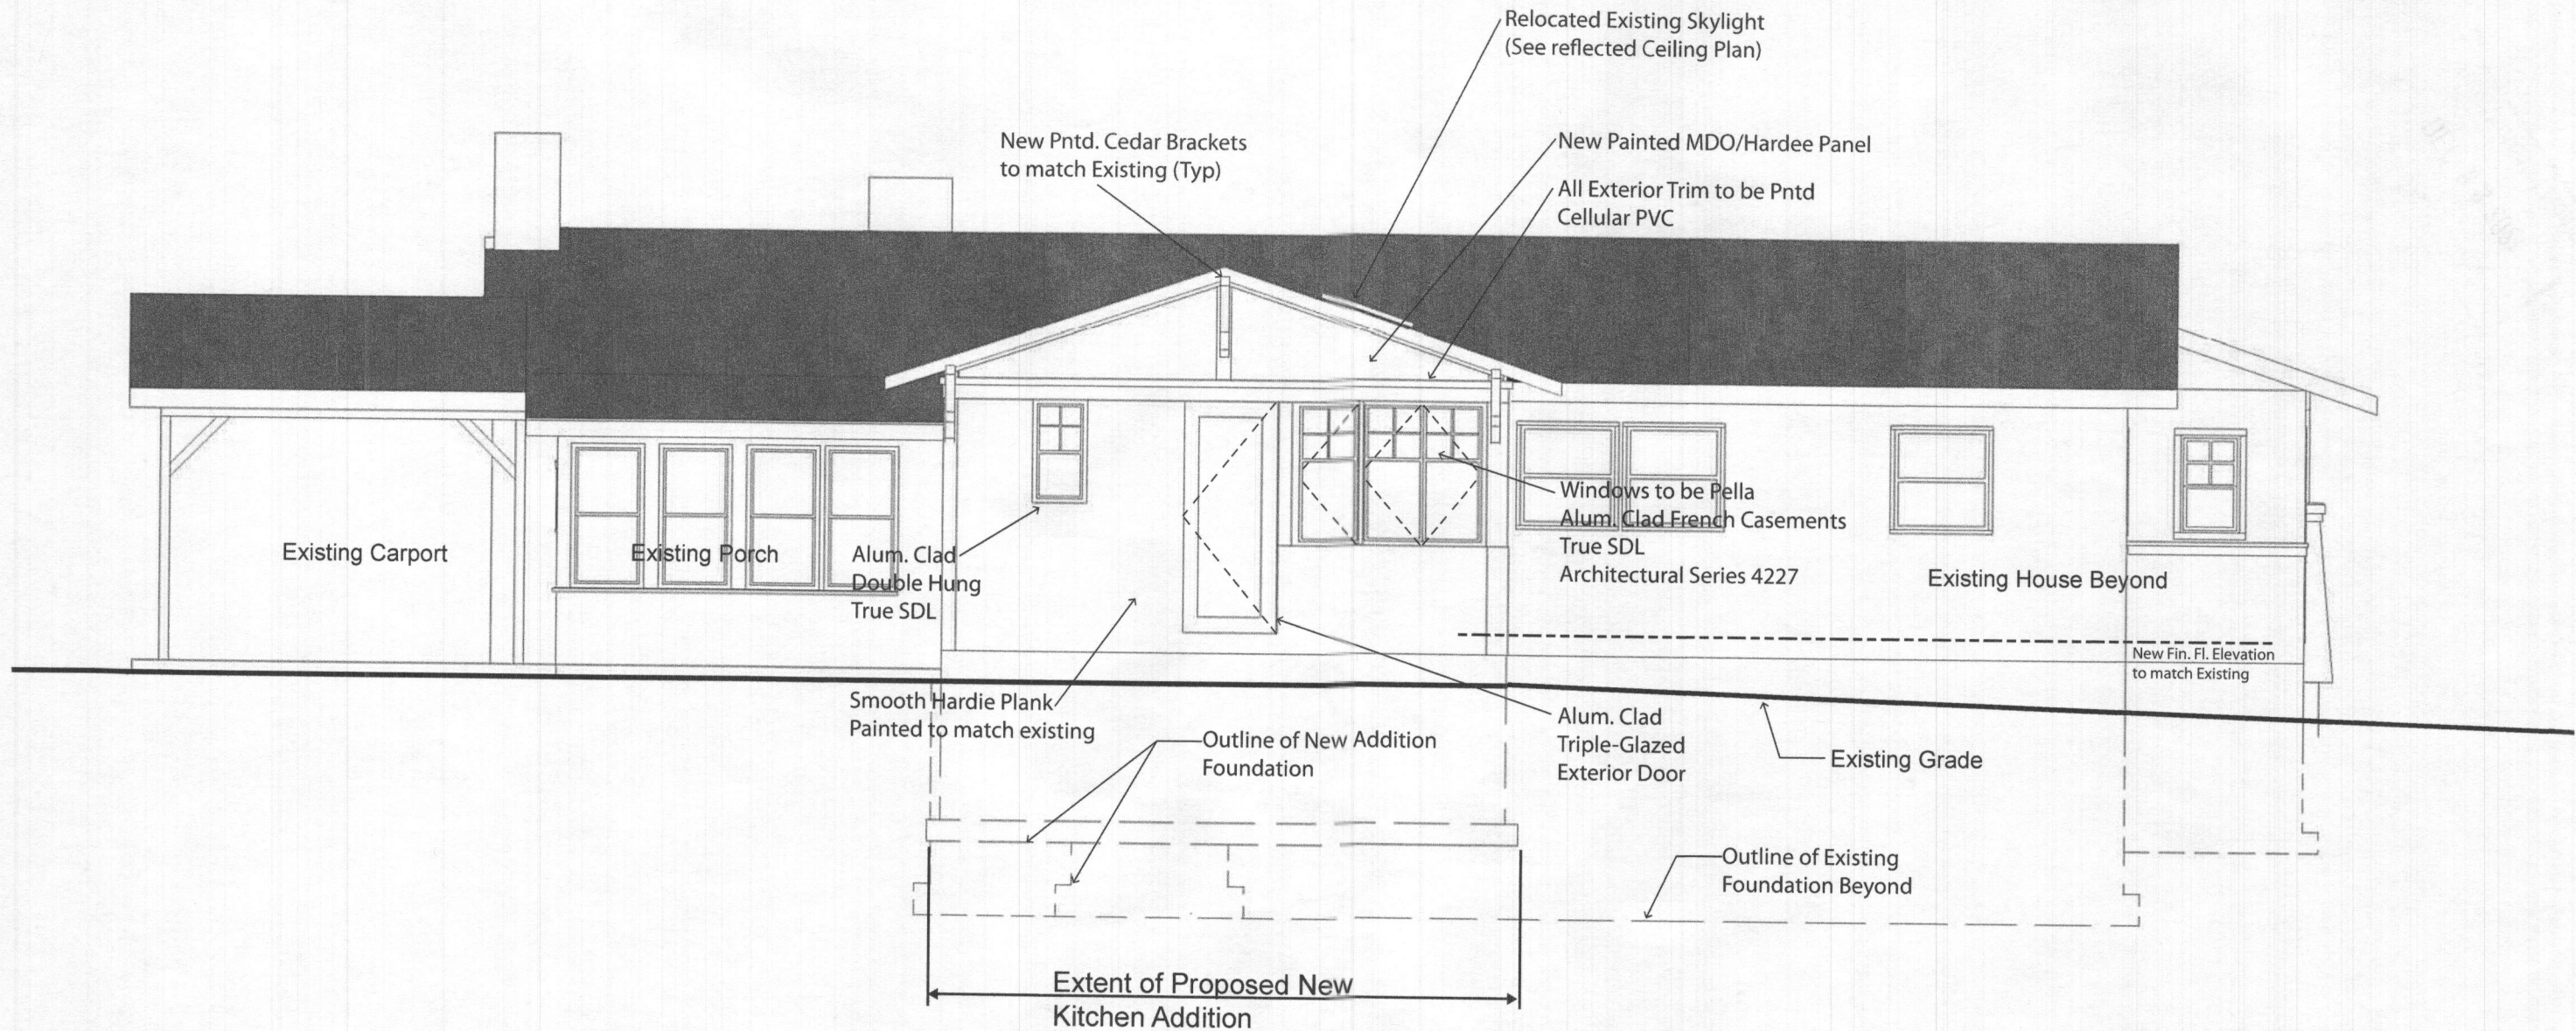 Relocated Existing Skylight
(See reflected Ceiling Plan)
New Pntd. Cedar Brackets
to match Existing (Typ)
New Painted MDO/Hardee Panel
All Exterior Trim to be Pntd
Cellular PVC
Existing Carport
Existing Porch
Alum. Clad
Double Hung
True SDL
Windows to be Pella
Alum. Clad French Casements
True SDL
Architectural Series 4227
Existing House Beyond
New Fin. Fl. Elevation
to match Existing
Smooth Hardie Plank
Painted to match existing
Outline of New Addition
Foundation
Alum. Clad
Triple-Glazed
Exterior Door
Existing Grade
Outline of Existing
Foundation Beyond
Extent of Proposed New
Kitchen Addition